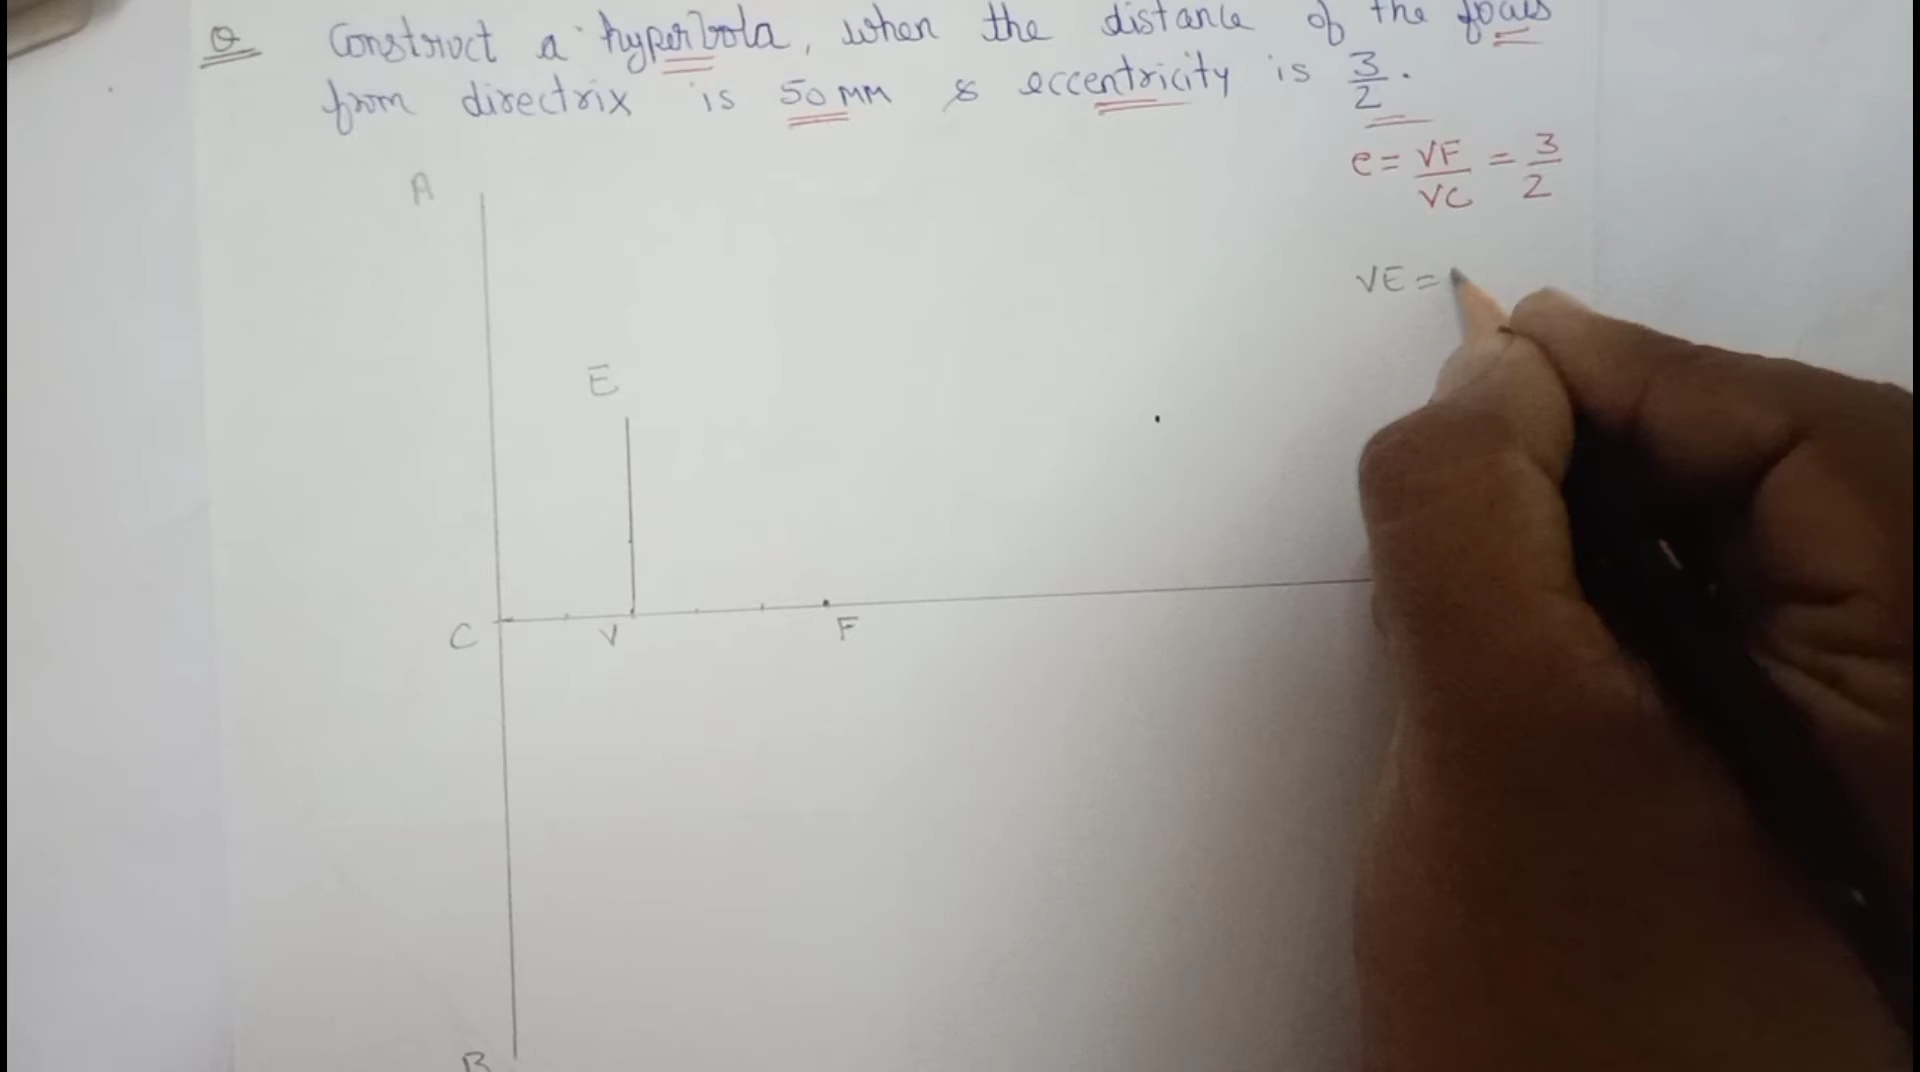 Q Construct a hyperbola, when the distance of the focus
from directrix is 50 MM & eccentricity is 3/2.
e = VF/VC = 3/2
A
VE =
E
C V F
B